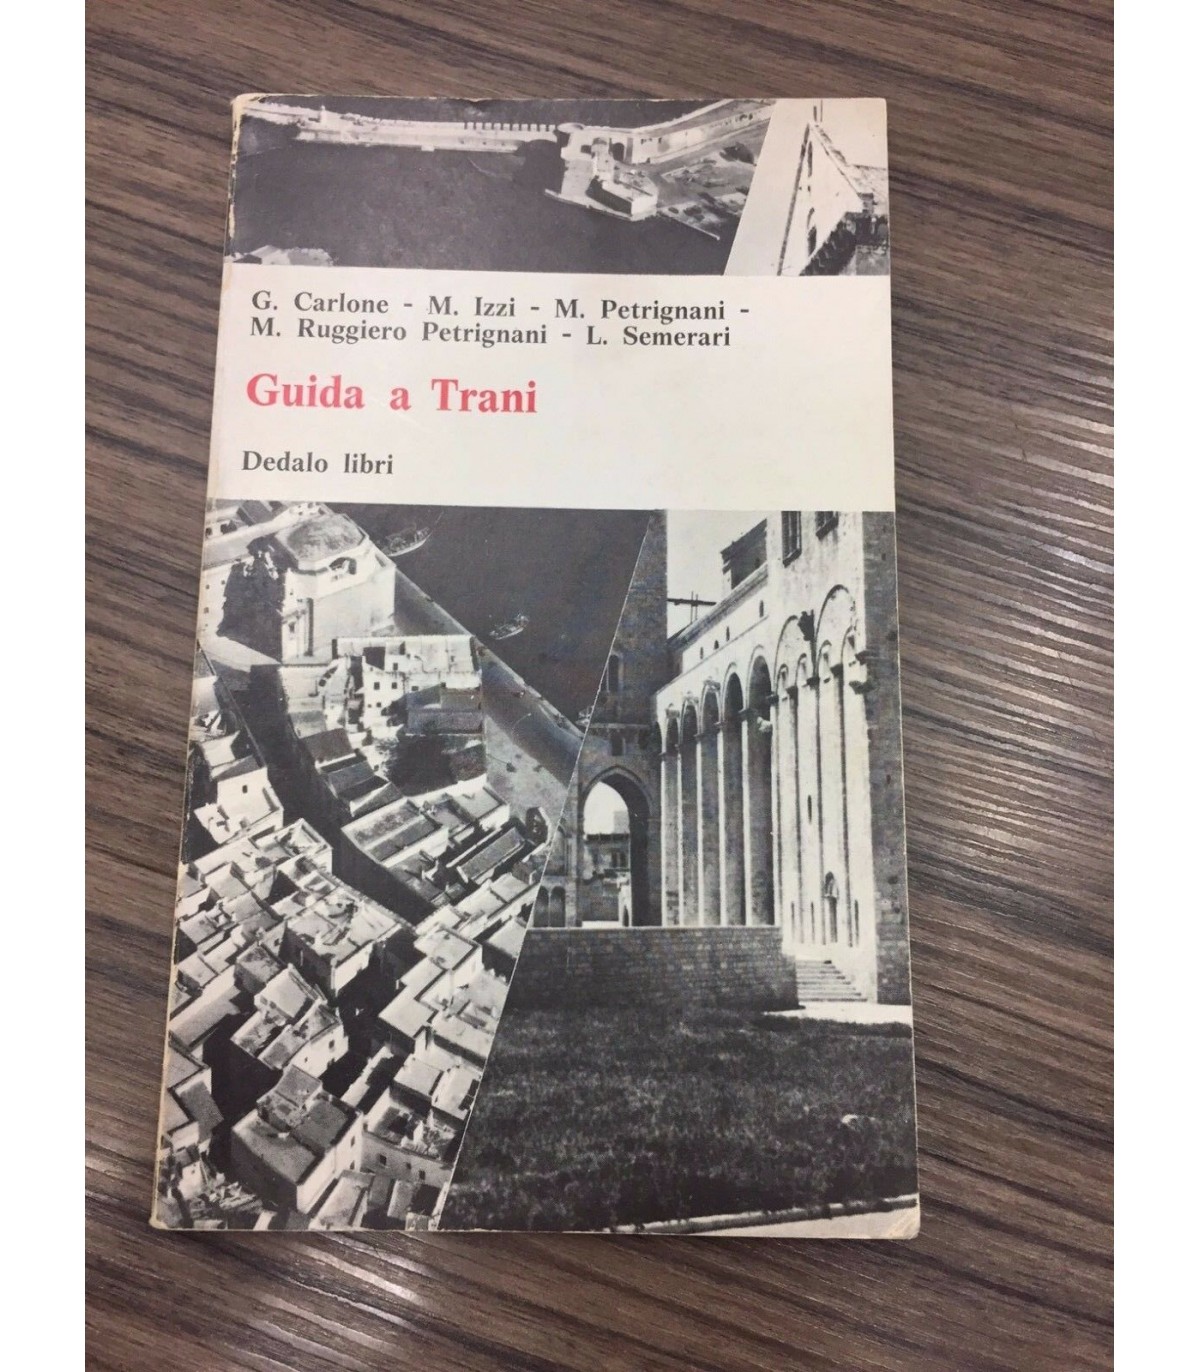 G. Carlone - M. Izzi - M. Petrignani -
M. Ruggiero Petrignani - L. Semerari
Guida a Trani
Dedalo libri